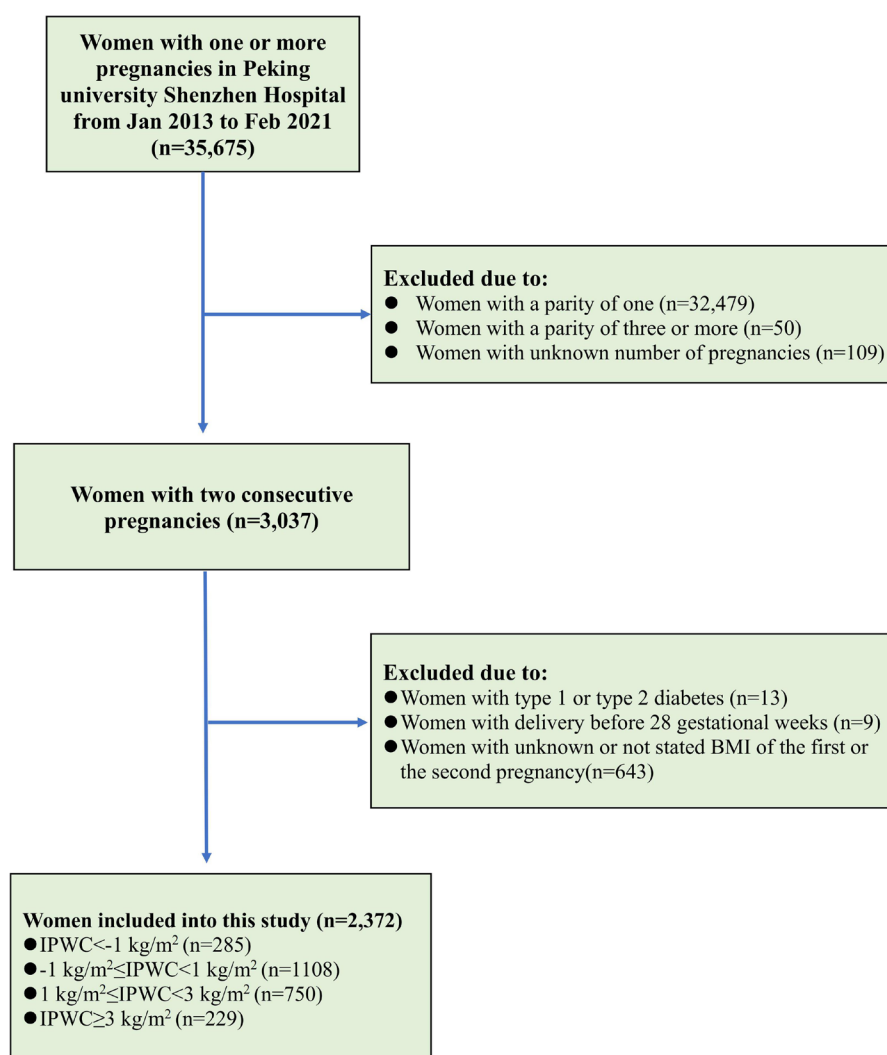 Women with one or more
pregnancies in Peking
university Shenzhen Hospital
from Jan 2013 to Feb 2021
(n=35,675)
Excluded due to:
● Women with a parity of one (n=32,479)
● Women with a parity of three or more (n=50)
● Women with unknown number of pregnancies (n=109)
Women with two consecutive
pregnancies (n=3,037)
Excluded due to:
●Women with type 1 or type 2 diabetes (n=13)
●Women with delivery before 28 gestational weeks (n=9)
●Women with unknown or not stated BMI of the first or
the second pregnancy(n=643)
Women included into this study (n=2,372)
●IPWC<-1 kg/m² (n=285)
●-1 kg/m²≤IPWC<1 kg/m² (n=1108)
●1 kg/m²≤IPWC<3 kg/m² (n=750)
●IPWC≥3 kg/m² (n=229)